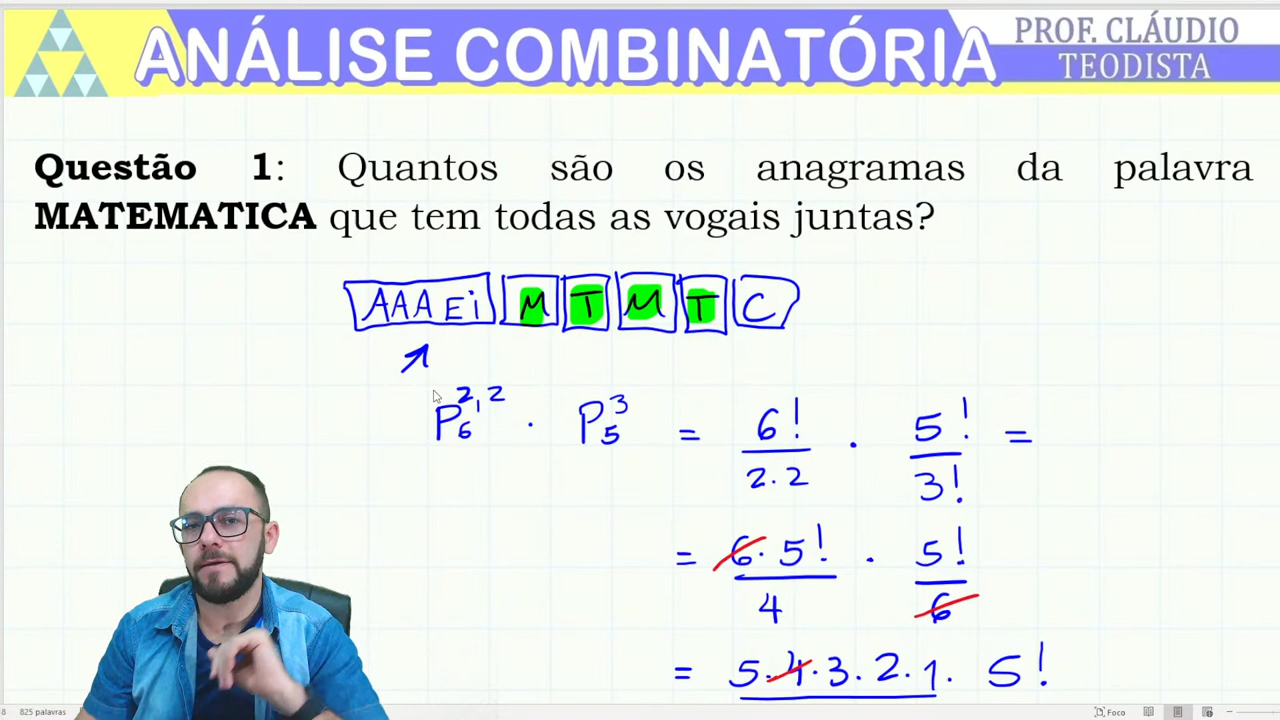 ANÁLISE COMBINATÓRIA
PROF. CLÁUDIO
TEODISTA
Questão 1: Quantos são os anagramas da palavra
MATEMATICA que tem todas as vogais juntas?
AAAEi M T M T C
P₆^2,2 · P₅^3 = 6!/2.2 · 5!/3! =
= 6·5!/4 · 5!/6
= 5.4.3.2.1. 5!
8 825 palavras Foco